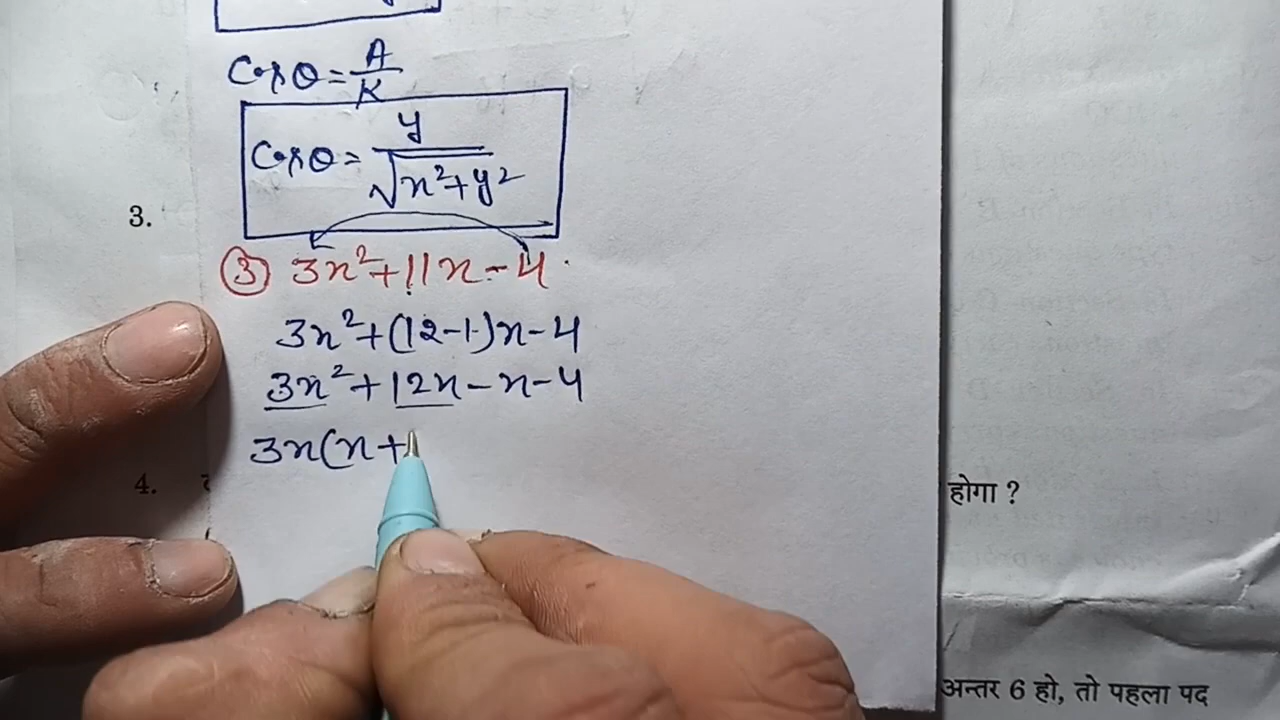 Cosθ = A/K
Cosθ = y/√x²+y²
3.
③ 3x²+11x-4
3x²+(12-1)x-4
3x²+12x-x-4
3x(x+
4.
होगा ?
अन्तर 6 हो, तो पहला पद